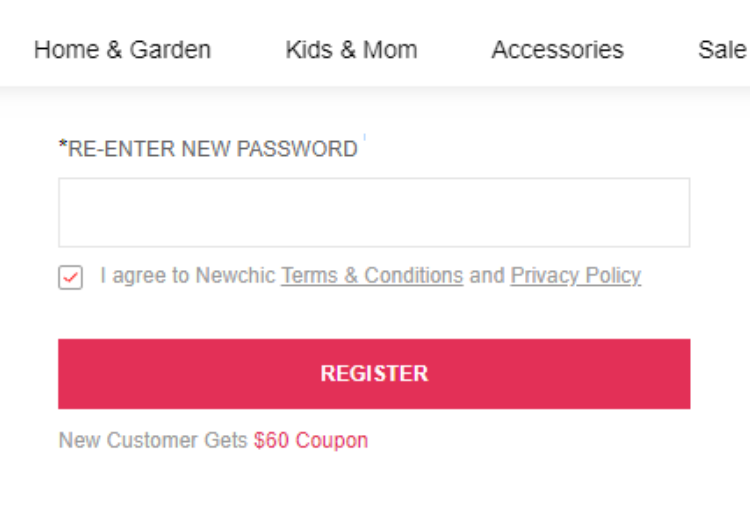 Home & Garden Kids & Mom Accessories Sale
*RE-ENTER NEW PASSWORD
I agree to Newchic Terms & Conditions and Privacy Policy
REGISTER
New Customer Gets $60 Coupon